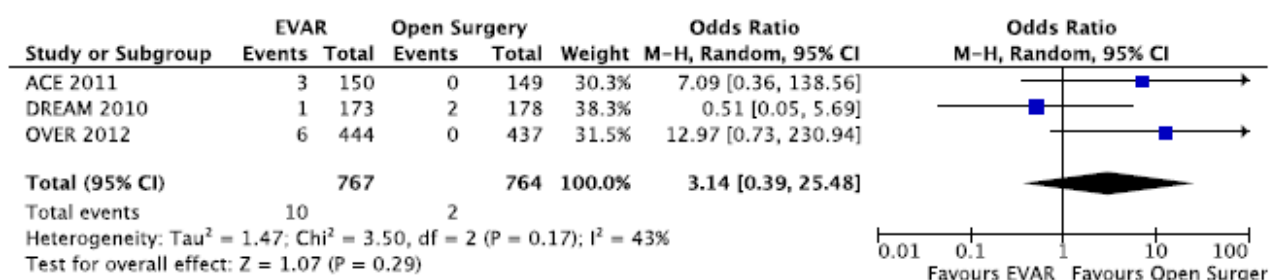 EVAR Open Surgery Odds Ratio Odds Ratio
Study or Subgroup Events Total Events Total Weight M-H, Random, 95% CI M-H, Random, 95% CI
ACE 2011 3 150 0 149 30.3% 7.09 [0.36, 138.56]
DREAM 2010 1 173 2 178 38.3% 0.51 [0.05, 5.69]
OVER 2012 6 444 0 437 31.5% 12.97 [0.73, 230.94]
Total (95% CI) 767 764 100.0% 3.14 [0.39, 25.48]
Total events 10 2
Heterogeneity: Tau² = 1.47; Chi² = 3.50, df = 2 (P = 0.17); I² = 43%
Test for overall effect: Z = 1.07 (P = 0.29)
0.01 0.1 1 10 100
Favours EVAR Favours Open Surger